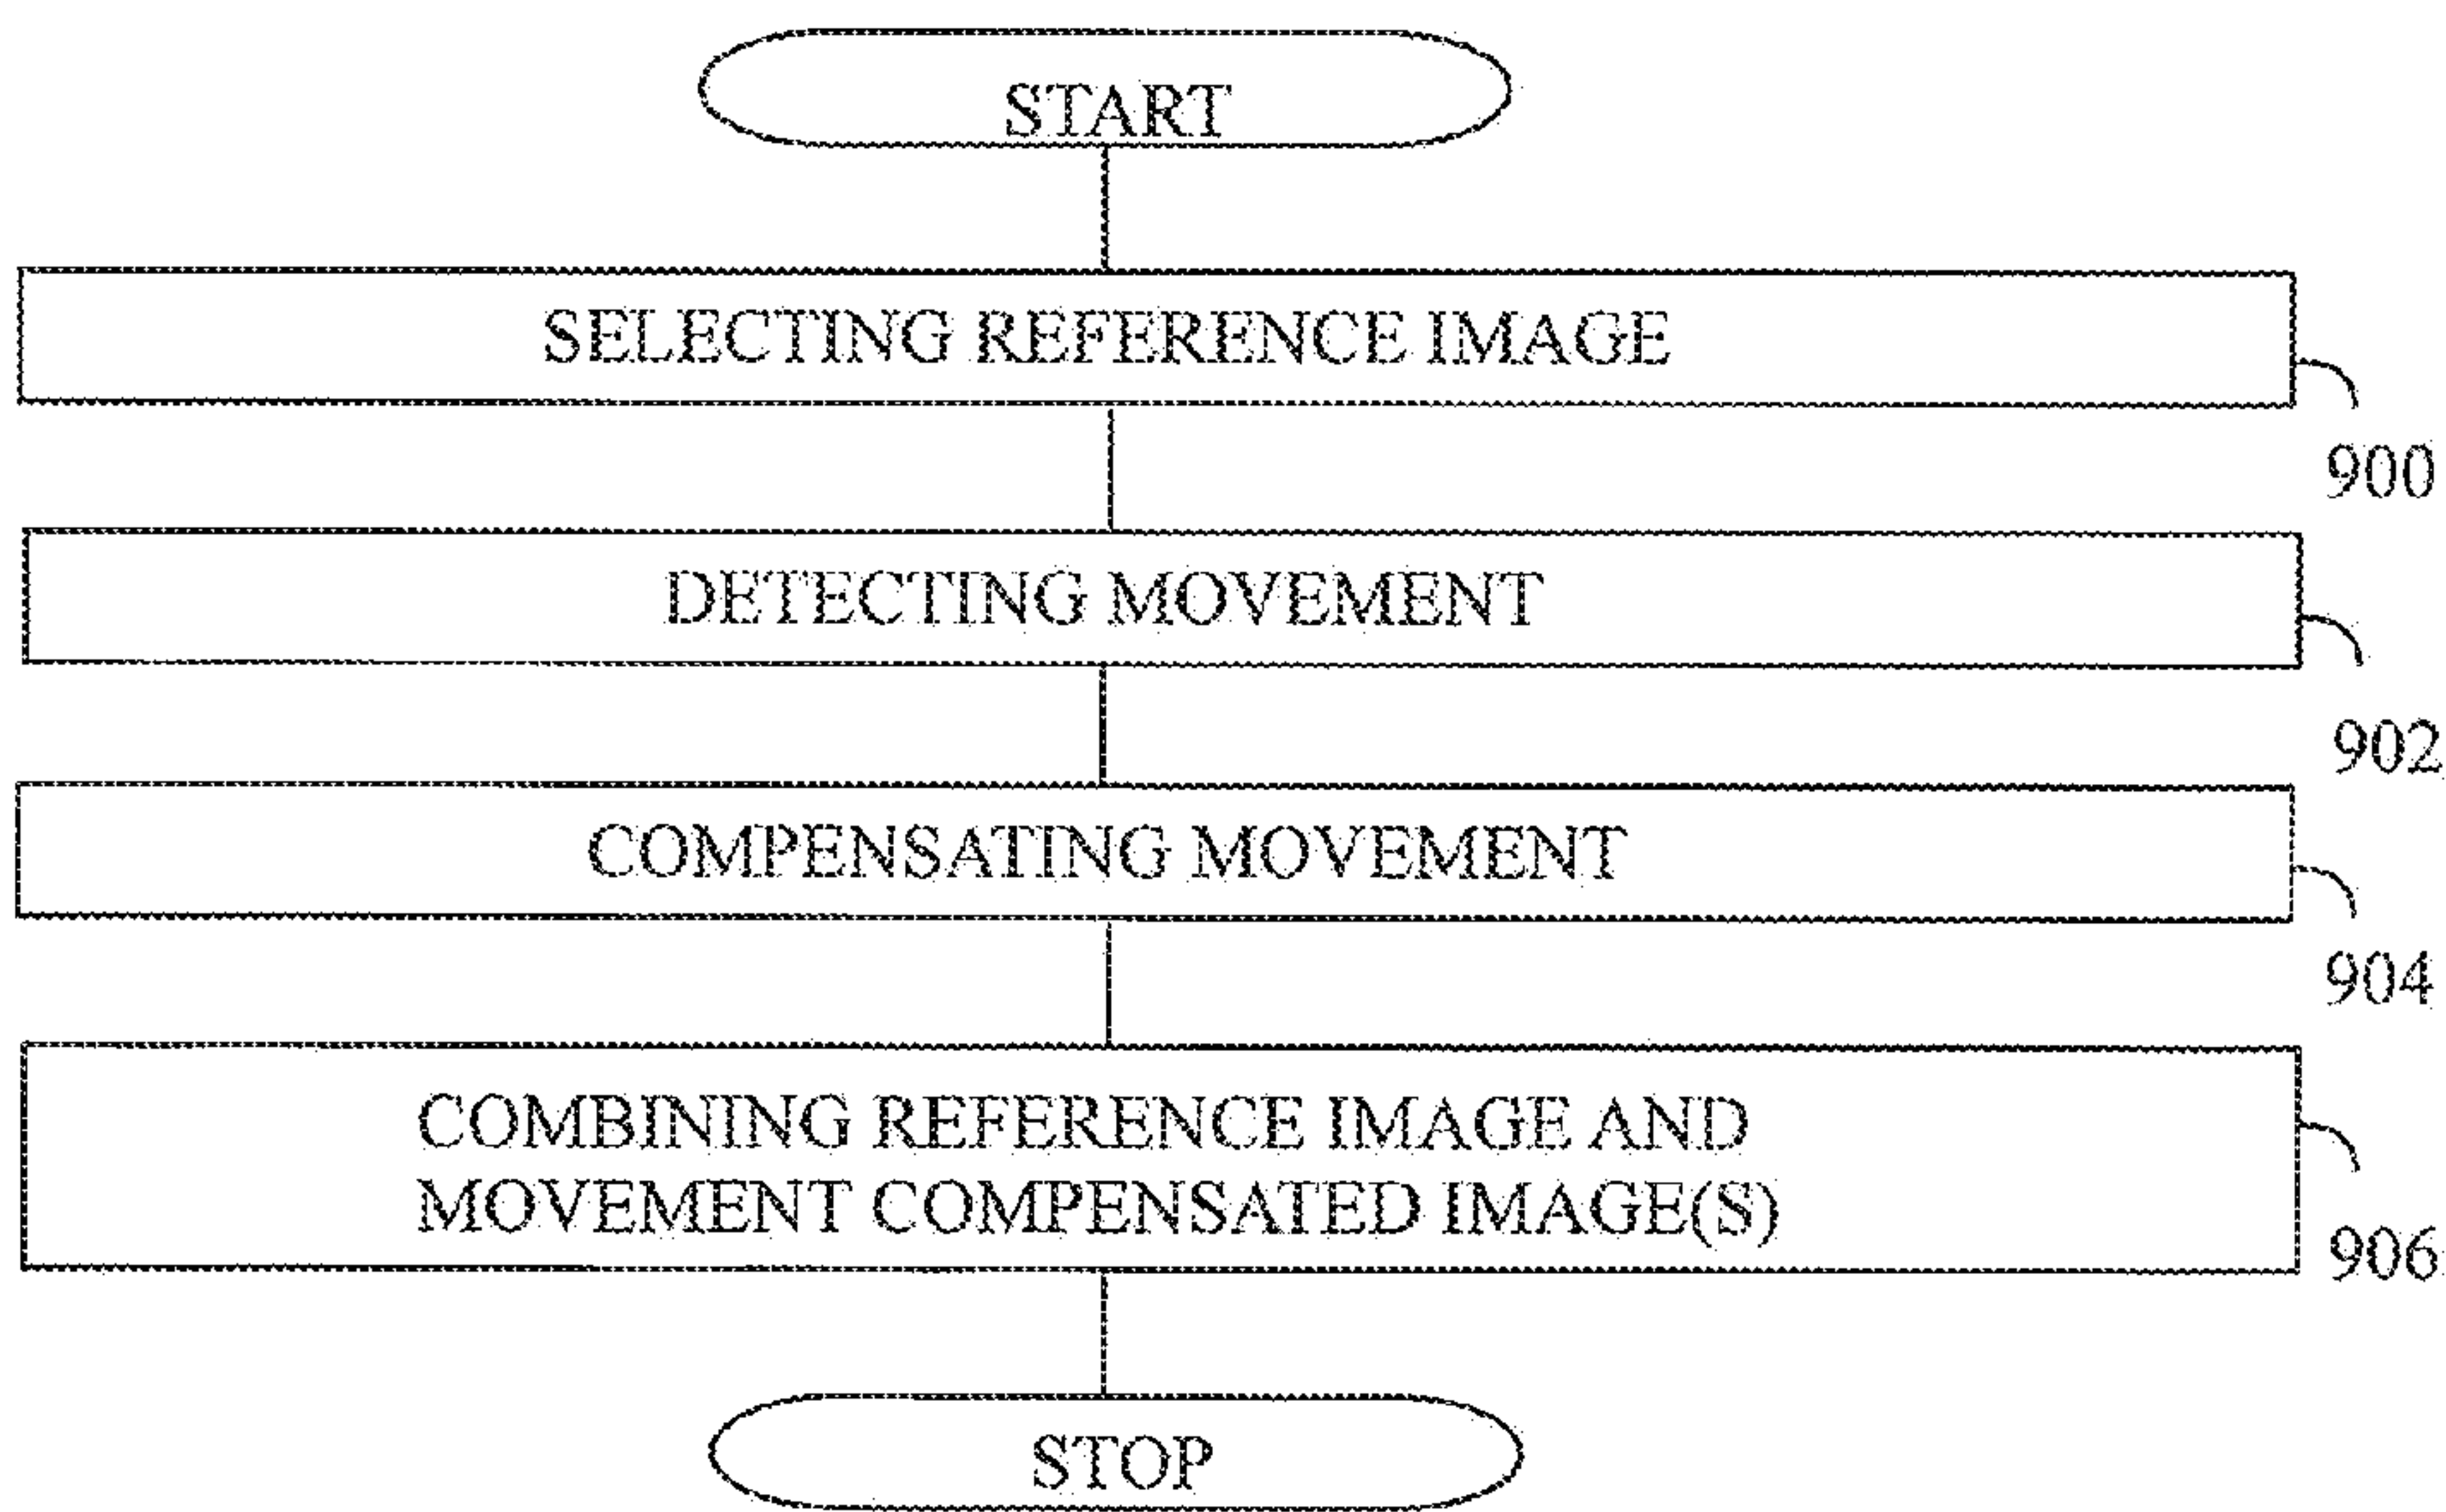 START
SELECTING REFERENCE IMAGE
900
DETECTING MOVEMENT
902
COMPENSATING MOVEMENT
904
COMBINING REFERENCE IMAGE AND
MOVEMENT COMPENSATED IMAGE(S)
906
STOP